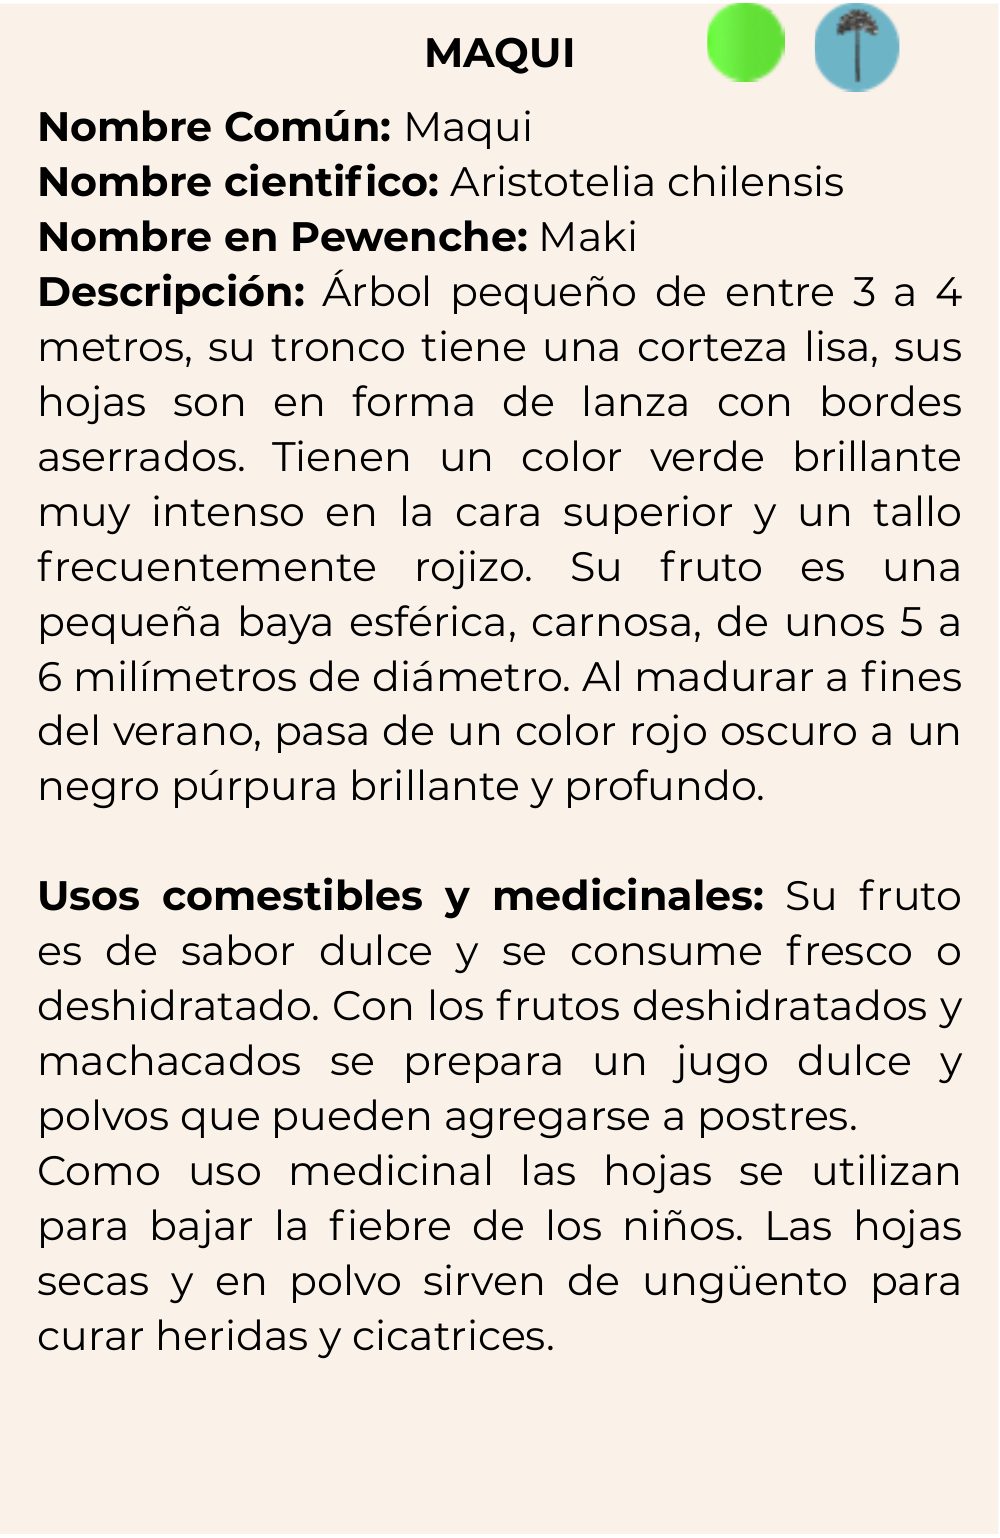 MAQUI
Nombre Común: Maqui
Nombre cientifico: Aristotelia chilensis
Nombre en Pewenche: Maki
Descripción: Árbol pequeño de entre 3 a 4
metros, su tronco tiene una corteza lisa, sus
hojas son en forma de lanza con bordes
aserrados. Tienen un color verde brillante
muy intenso en la cara superior y un tallo
frecuentemente rojizo. Su fruto es una
pequeña baya esférica, carnosa, de unos 5 a
6 milímetros de diámetro. Al madurar a fines
del verano, pasa de un color rojo oscuro a un
negro púrpura brillante y profundo.
Usos comestibles y medicinales: Su fruto
es de sabor dulce y se consume fresco o
deshidratado. Con los frutos deshidratados y
machacados se prepara un jugo dulce y
polvos que pueden agregarse a postres.
Como uso medicinal las hojas se utilizan
para bajar la fiebre de los niños. Las hojas
secas y en polvo sirven de ungüento para
curar heridas y cicatrices.